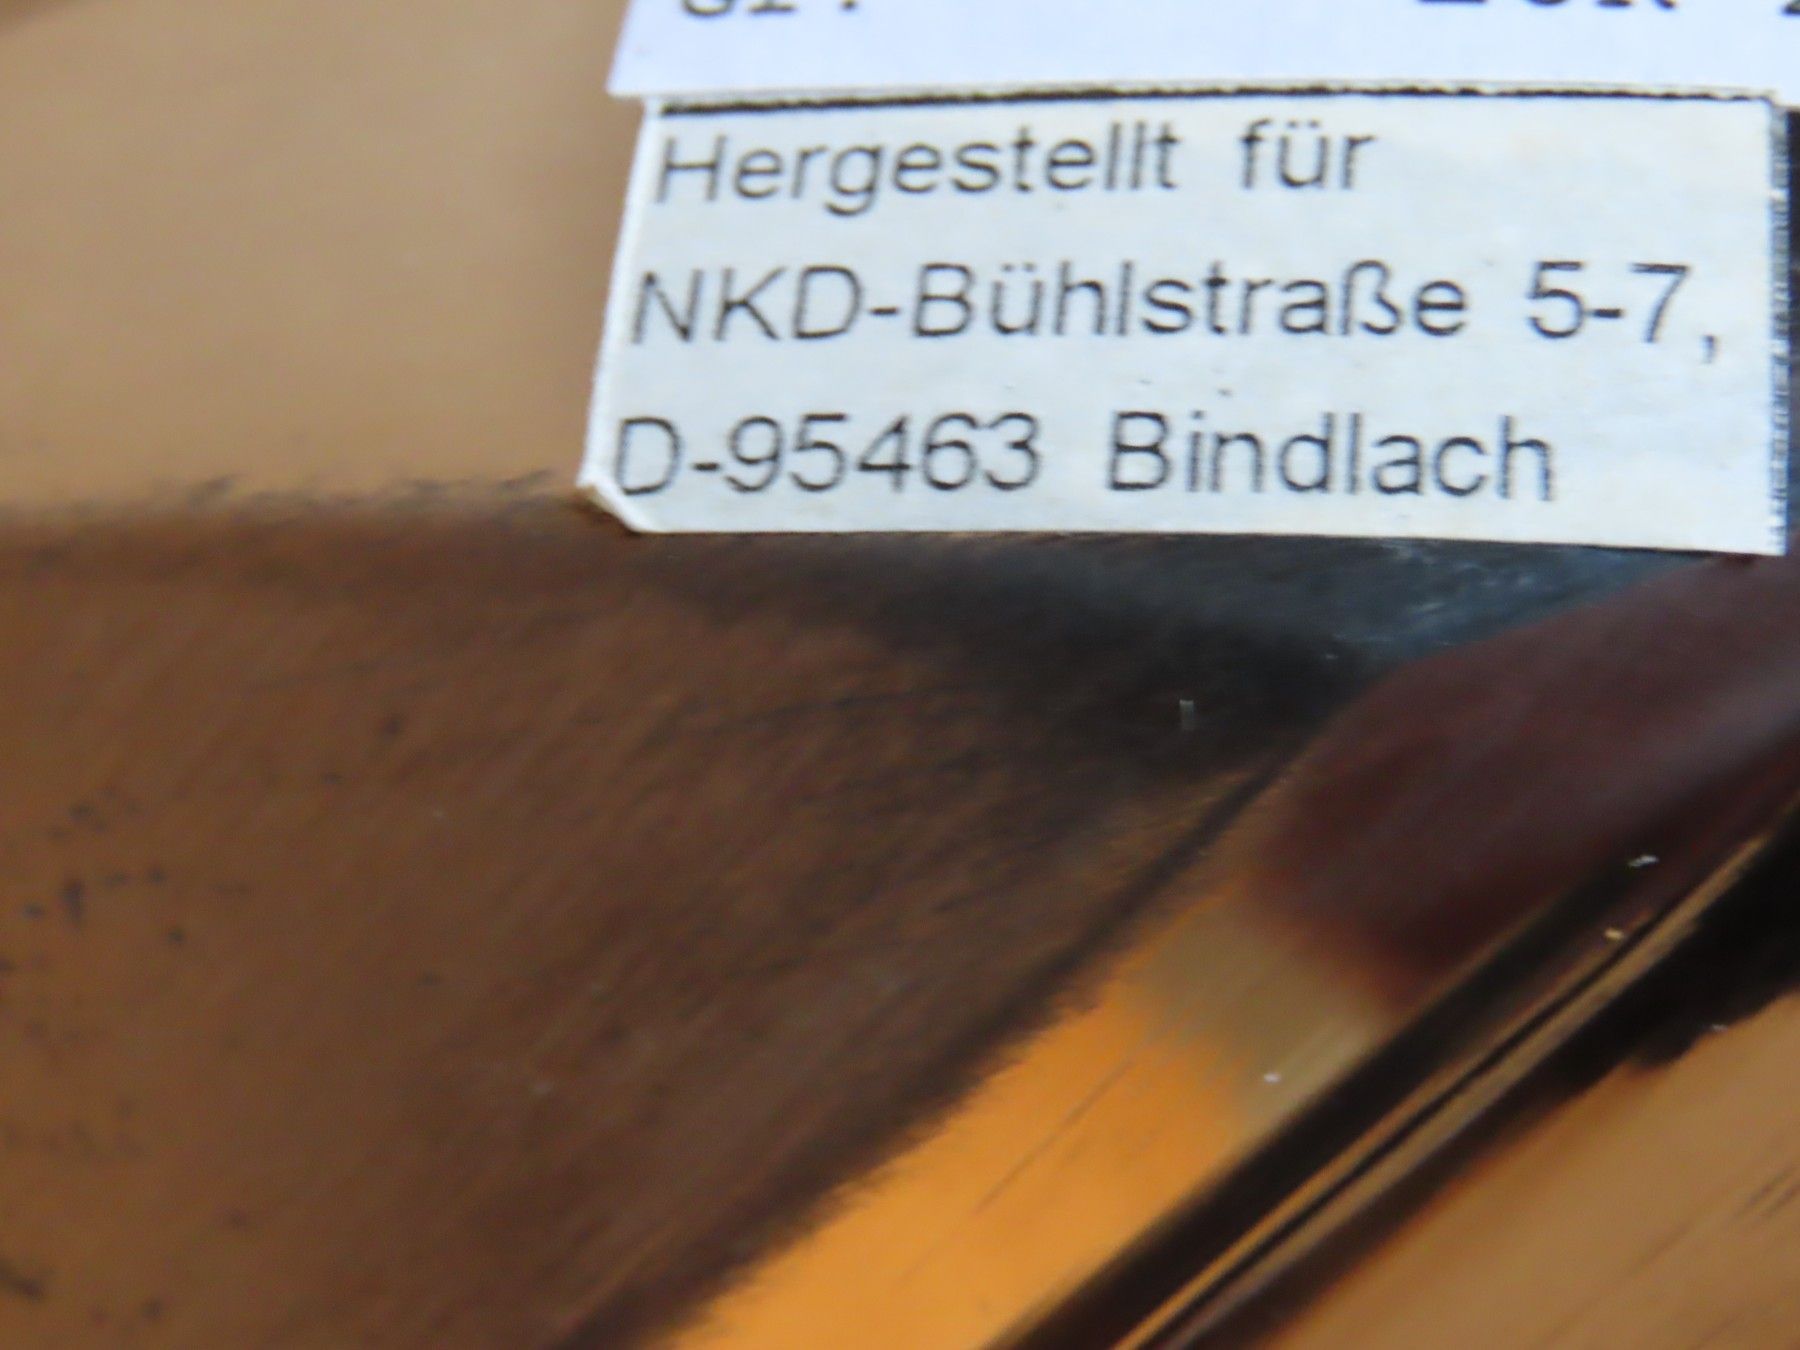 Hergestellt für
NKD-Bühlstraße 5-7,
D-95463 Bindlach